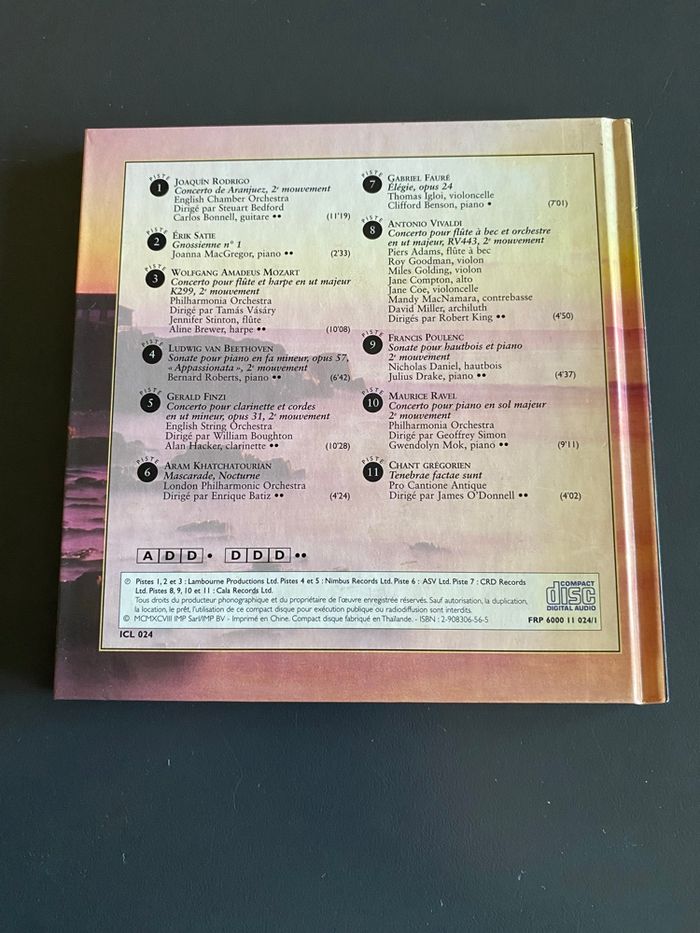 PISTE
1
JOAQUÍN RODRIGO
Concerto de Aranjuez, 2e mouvement
English Chamber Orchestra
Dirigé par Steuart Bedford
Carlos Bonnell, guitare •• (11'19)
PISTE
2
ÉRIK SATIE
Gnossienne n° 1
Joanna MacGregor, piano •• (2'33)
PISTE
3
WOLFGANG AMADEUS MOZART
Concerto pour flûte et harpe en ut majeur
K299, 2e mouvement
Philharmonia Orchestra
Dirigé par Tamás Vásáry
Jennifer Stinton, flûte
Aline Brewer, harpe •• (10'08)
PISTE
4
LUDWIG VAN BEETHOVEN
Sonate pour piano en fa mineur, opus 57,
« Appassionata », 2e mouvement
Bernard Roberts, piano •• (6'42)
PISTE
5
GERALD FINZI
Concerto pour clarinette et cordes
en ut mineur, opus 31, 2e mouvement
English String Orchestra
Dirigé par William Boughton
Alan Hacker, clarinette •• (10'28)
PISTE
6
ARAM KHATCHATOURIAN
Mascarade, Nocturne
London Philharmonic Orchestra
Dirigé par Enrique Batiz •• (4'24)
PISTE
7
GABRIEL FAURÉ
Élégie, opus 24
Thomas Igloi, violoncelle
Clifford Benson, piano • (7'01)
PISTE
8
ANTONIO VIVALDI
Concerto pour flûte à bec et orchestre
en ut majeur, RV443, 2e mouvement
Piers Adams, flûte à bec
Roy Goodman, violon
Miles Golding, violon
Jane Compton, alto
Jane Coe, violoncelle
Mandy MacNamara, contrebasse
David Miller, archiluth
Dirigés par Robert King •• (4'50)
PISTE
9
FRANCIS POULENC
Sonate pour hautbois et piano
2e mouvement
Nicholas Daniel, hautbois
Julius Drake, piano •• (4'37)
PISTE
10
MAURICE RAVEL
Concerto pour piano en sol majeur
2e mouvement
Philharmonia Orchestra
Dirigé par Geoffrey Simon
Gwendolyn Mok, piano •• (9'11)
PISTE
11
CHANT GRÉGORIEN
Tenebrae factae sunt
Pro Cantione Antique
Dirigé par James O'Donnell •• (4'02)
A D D • D D D ••
℗ Pistes 1, 2 et 3 : Lambourne Productions Ltd. Pistes 4 et 5 : Nimbus Records Ltd. Piste 6 : ASV Ltd. Piste 7 : CRD Records
Ltd. Pistes 8, 9, 10 et 11 : Cala Records Ltd.
Tous droits du producteur phonographique et du propriétaire de l'œuvre enregistrée réservés. Sauf autorisation, la duplication,
la location, le prêt, l'utilisation de ce compact disque pour exécution publique ou radiodiffusion sont interdits.
© MCMXCVIII IMP Sarl/IMP BV - Imprimé en Chine. Compact disque fabriqué en Thaïlande. - ISBN : 2-908306-56-5
COMPACT
disc
DIGITAL AUDIO
FRP 6000 11 024/1
ICL 024